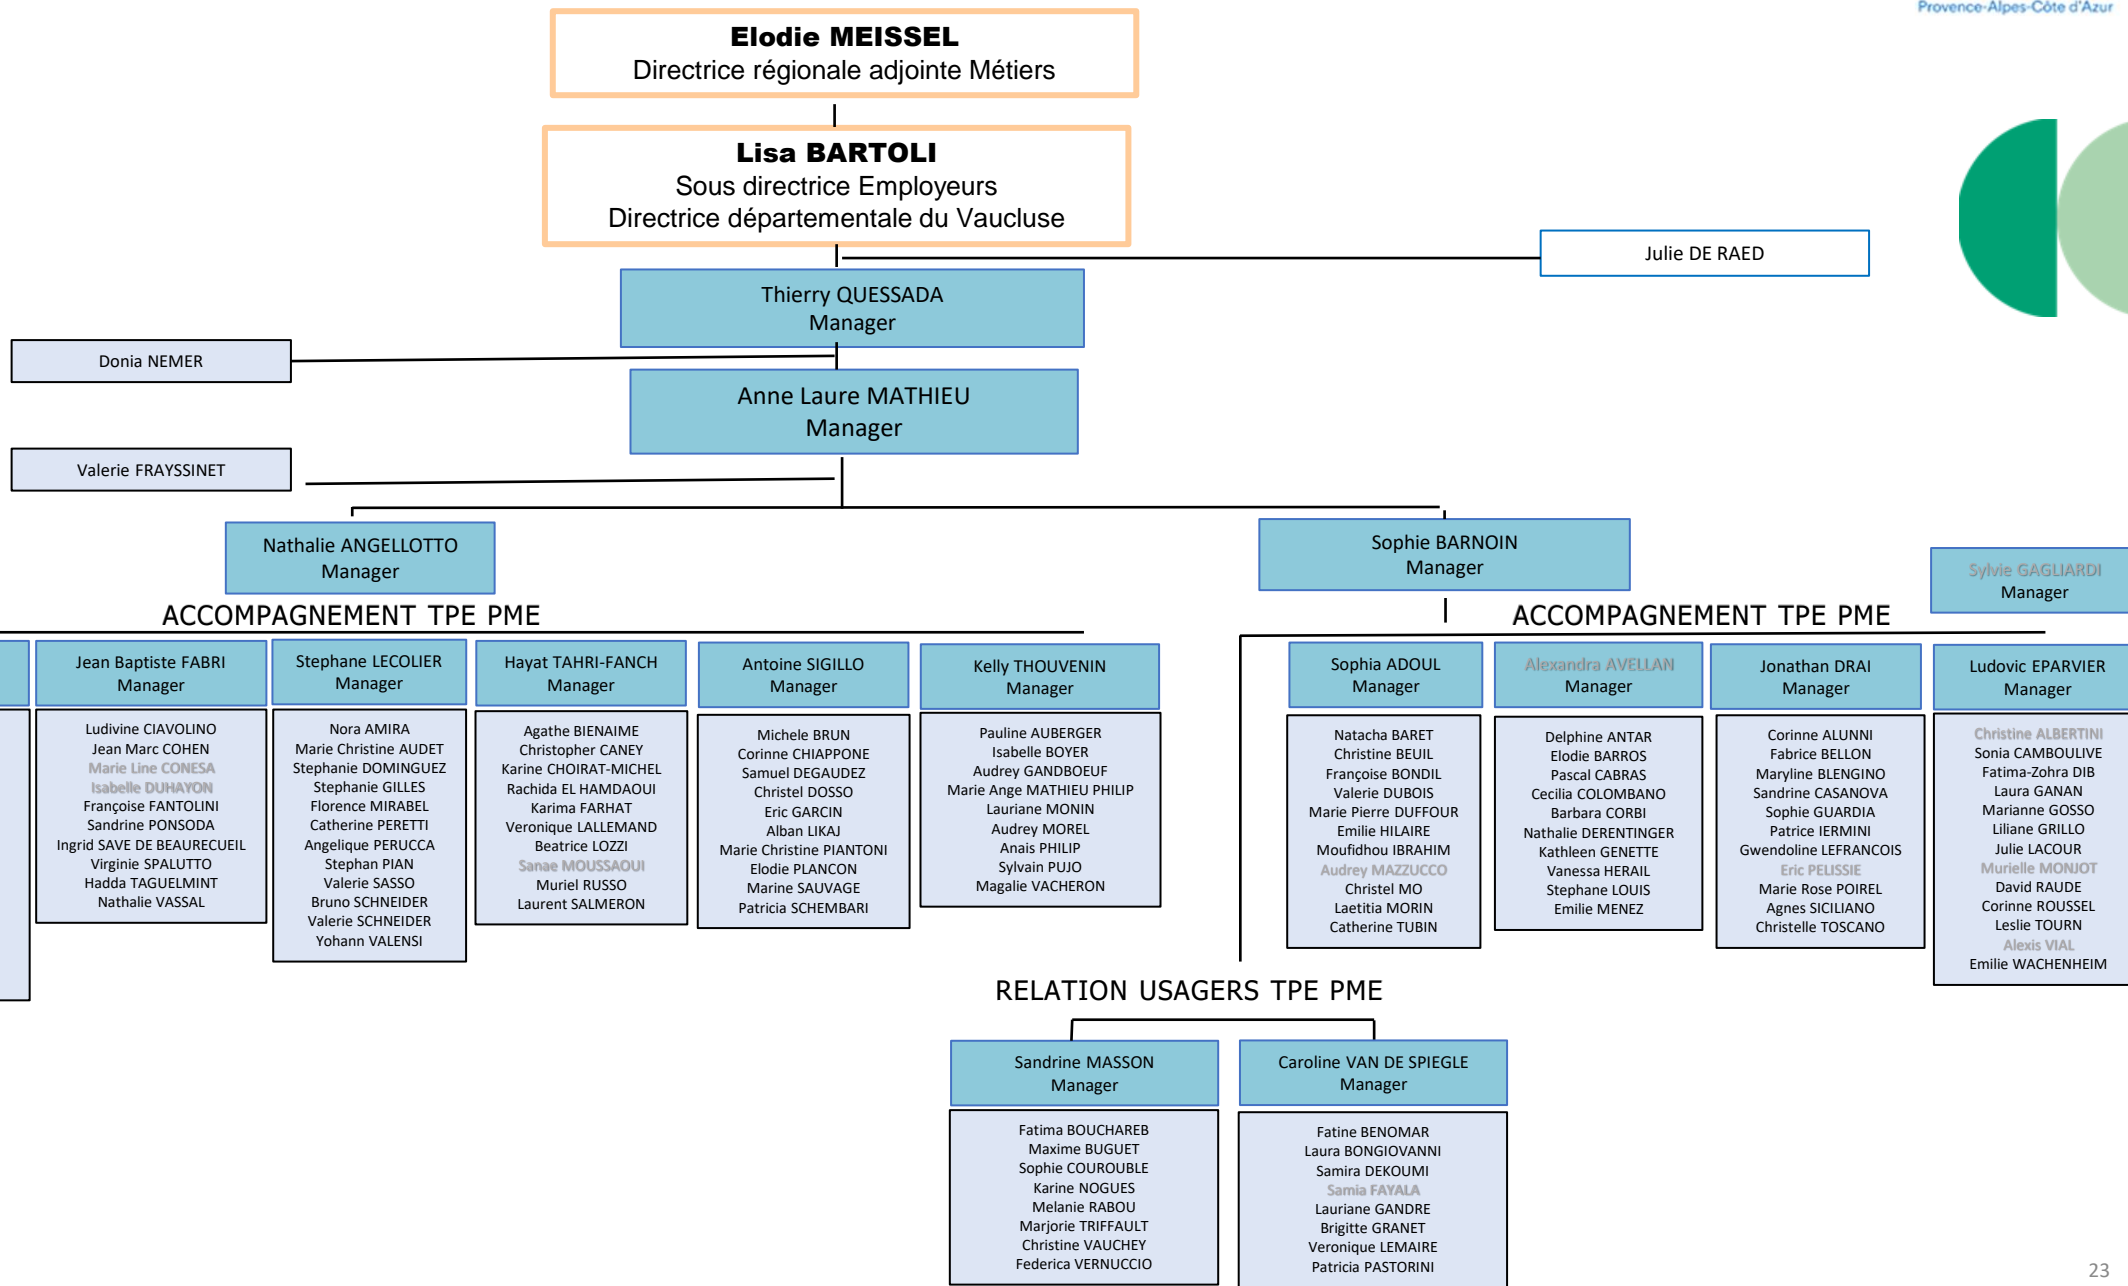 Provence-Alpes-Côte d'Azur
Elodie MEISSEL
Directrice régionale adjointe Métiers
Lisa BARTOLI
Sous directrice Employeurs
Directrice départementale du Vaucluse
Julie DE RAED
Thierry QUESSADA
Manager
Donia NEMER
Anne Laure MATHIEU
Manager
Valerie FRAYSSINET
Nathalie ANGELLOTTO
Manager
Sophie BARNOIN
Manager
Sylvie GAGLIARDI
Manager
ACCOMPAGNEMENT TPE PME
Jean Baptiste FABRI
Manager
Ludivine CIAVOLINO
Jean Marc COHEN
Marie Line CONESA
Isabelle DUHAYON
Françoise FANTOLINI
Sandrine PONSODA
Ingrid SAVE DE BEAURECUEIL
Virginie SPALUTTO
Hadda TAGUELMINT
Nathalie VASSAL
Stephane LECOLIER
Manager
Nora AMIRA
Marie Christine AUDET
Stephanie DOMINGUEZ
Stephanie GILLES
Florence MIRABEL
Catherine PERETTI
Angelique PERUCCA
Stephan PIAN
Valerie SASSO
Bruno SCHNEIDER
Valerie SCHNEIDER
Yohann VALENSI
Hayat TAHRI-FANCH
Manager
Agathe BIENAIME
Christopher CANEY
Karine CHOIRAT-MICHEL
Rachida EL HAMDAOUI
Karima FARHAT
Veronique LALLEMAND
Beatrice LOZZI
Sanae MOUSSAOUI
Muriel RUSSO
Laurent SALMERON
Antoine SIGILLO
Manager
Michele BRUN
Corinne CHIAPPONE
Samuel DEGAUDEZ
Christel DOSSO
Eric GARCIN
Alban LIKAJ
Marie Christine PIANTONI
Elodie PLANCON
Marine SAUVAGE
Patricia SCHEMBARI
Kelly THOUVENIN
Manager
Pauline AUBERGER
Isabelle BOYER
Audrey GANDBOEUF
Marie Ange MATHIEU PHILIP
Lauriane MONIN
Audrey MOREL
Anais PHILIP
Sylvain PUJO
Magalie VACHERON
ACCOMPAGNEMENT TPE PME
Sophia ADOUL
Manager
Natacha BARET
Christine BEUIL
Françoise BONDIL
Valerie DUBOIS
Marie Pierre DUFFOUR
Emilie HILAIRE
Moufidhou IBRAHIM
Audrey MAZZUCCO
Christel MO
Laetitia MORIN
Catherine TUBIN
Alexandra AVELLAN
Manager
Delphine ANTAR
Elodie BARROS
Pascal CABRAS
Cecilia COLOMBANO
Barbara CORBI
Nathalie DERENTINGER
Kathleen GENETTE
Vanessa HERAIL
Stephane LOUIS
Emilie MENEZ
Jonathan DRAI
Manager
Corinne ALUNNI
Fabrice BELLON
Maryline BLENGINO
Sandrine CASANOVA
Sophie GUARDIA
Patrice IERMINI
Gwendoline LEFRANCOIS
Eric PELISSIE
Marie Rose POIREL
Agnes SICILIANO
Christelle TOSCANO
Ludovic EPARVIER
Manager
Christine ALBERTINI
Sonia CAMBOULIVE
Fatima-Zohra DIB
Laura GANAN
Marianne GOSSO
Liliane GRILLO
Julie LACOUR
Murielle MONJOT
David RAUDE
Corinne ROUSSEL
Leslie TOURN
Alexis VIAL
Emilie WACHENHEIM
RELATION USAGERS TPE PME
Sandrine MASSON
Manager
Fatima BOUCHAREB
Maxime BUGUET
Sophie COUROUBLE
Karine NOGUES
Melanie RABOU
Marjorie TRIFFAULT
Christine VAUCHEY
Federica VERNUCCIO
Caroline VAN DE SPIEGLE
Manager
Fatine BENOMAR
Laura BONGIOVANNI
Samira DEKOUMI
Samia FAYALA
Lauriane GANDRE
Brigitte GRANET
Veronique LEMAIRE
Patricia PASTORINI
23